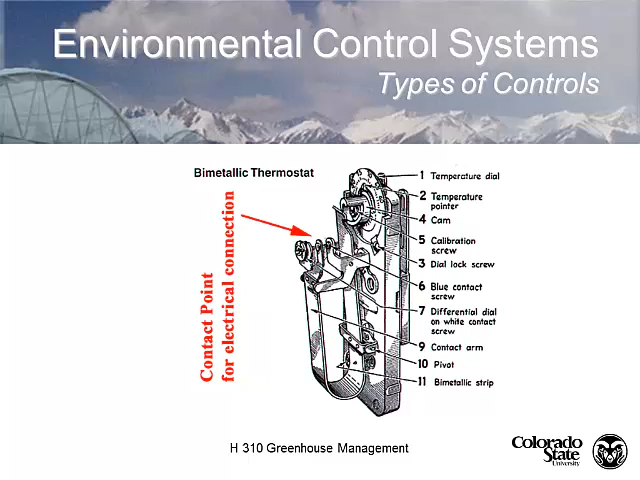 Environmental Control Systems
Types of Controls
Bimetallic Thermostat
Contact Point
for electrical connection
1 Temperature dial
2 Temperature
pointer
4 Cam
5 Calibration
screw
3 Dial lock screw
6 Blue contact
screw
7 Differential dial
on white contact
screw
9 Contact arm
10 Pivot
11 Bimetallic strip
H 310 Greenhouse Management
Colorado
State
University